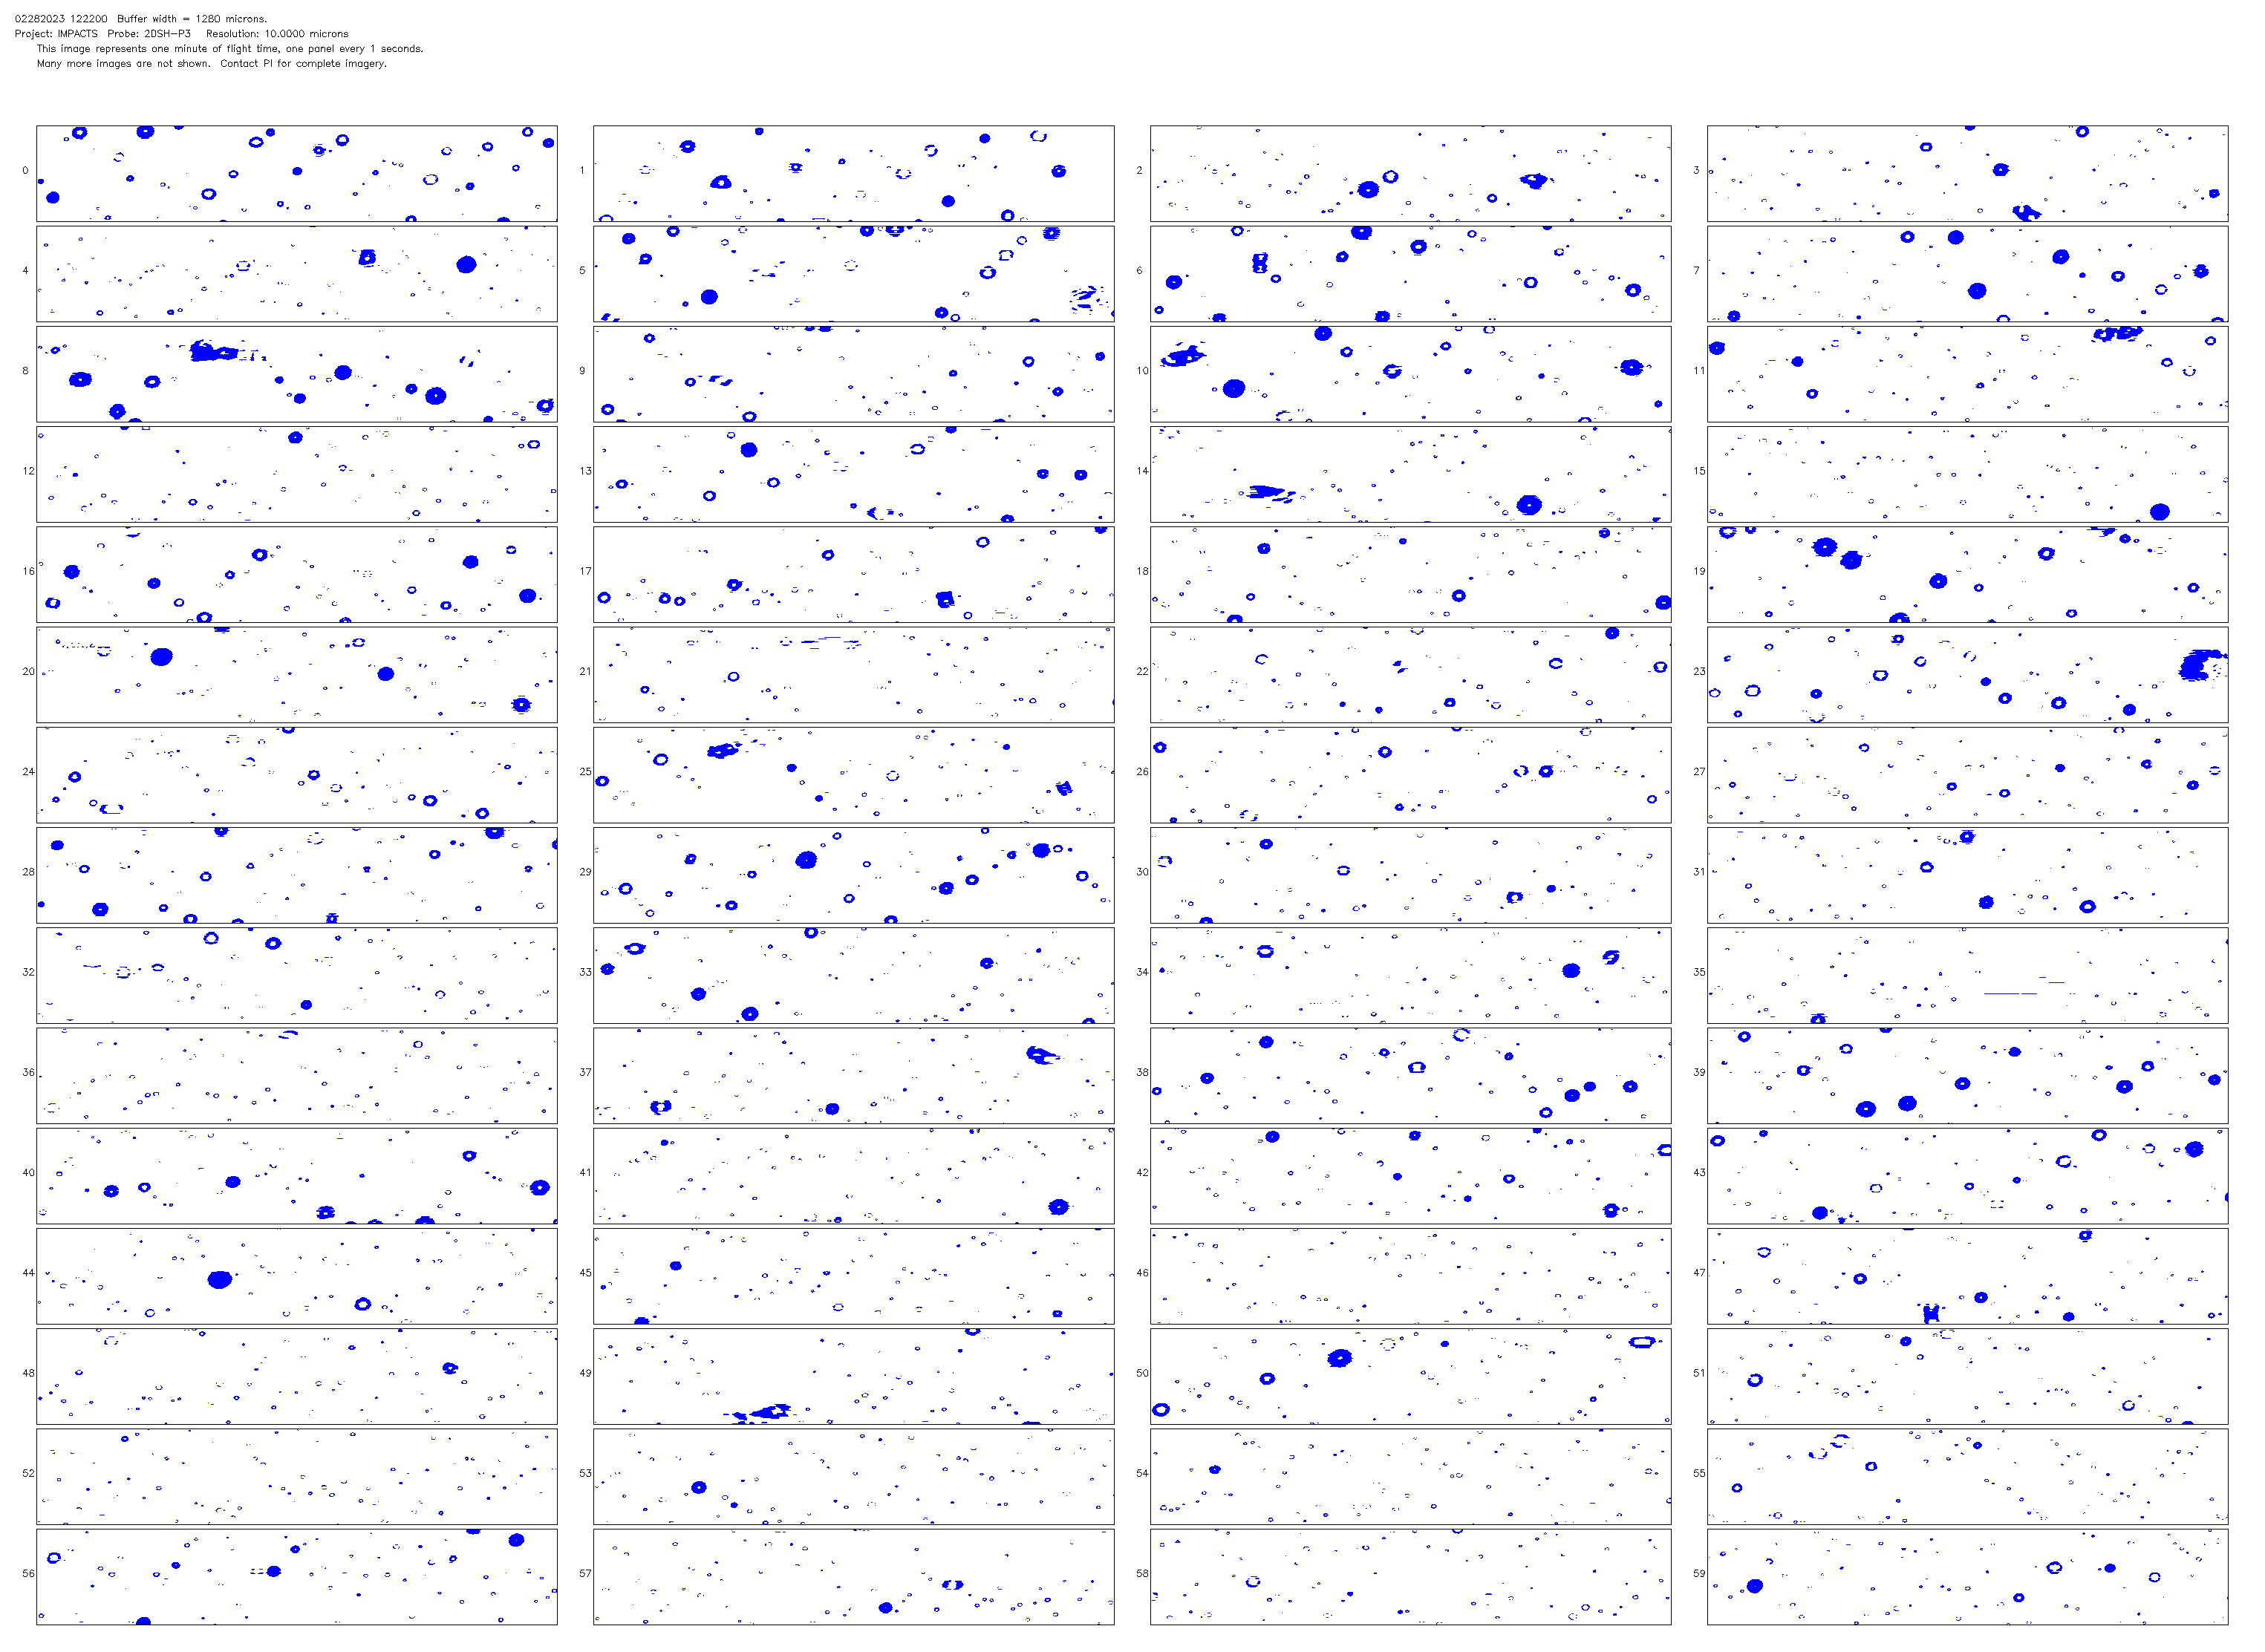 02282023 122200 Buffer width = 1280 microns.
Project: IMPACTS Probe: 2DSH-P3 Resolution: 10.0000 microns
This image represents one minute of flight time, one panel every 1 seconds.
Many more images are not shown. Contact PI for complete imagery.
0 1 2 3
4 5 6 7
8 9 10 11
12 13 14 15
16 17 18 19
20 21 22 23
24 25 26 27
28 29 30 31
32 33 34 35
36 37 38 39
40 41 42 43
44 45 46 47
48 49 50 51
52 53 54 55
56 57 58 59